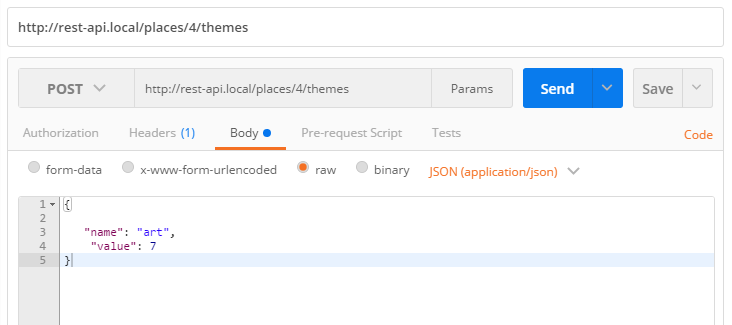 http://rest-api.local/places/4/themes
POST http://rest-api.local/places/4/themes Params Send Save
Authorization Headers (1) Body Pre-request Script Tests Code
form-data x-www-form-urlencoded raw binary JSON (application/json)
1 {
2
3 "name": "art",
4 "value": 7
5 }